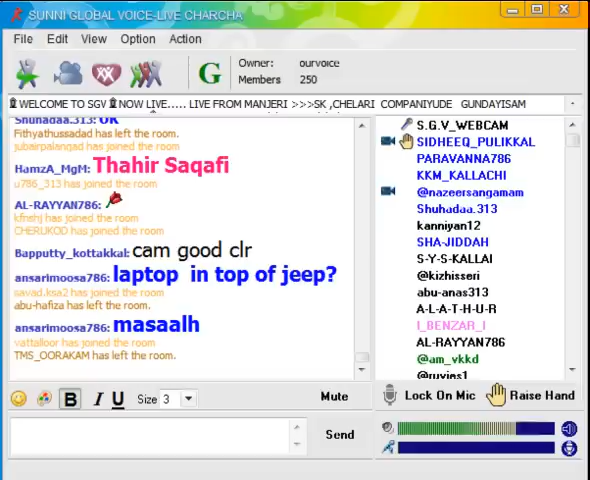 SUNNI GLOBAL VOICE-LIVE CHARCHA
File Edit View Option Action
G
Owner: ourvoice
Members 250
WELCOME TO SGV NOW LIVE..... LIVE FROM MANJERI >>>SK ,CHELARI COMPANIYUDE GUNDAYISAM
Shuhadaa.313: OK
Fithyathussadad has left the room.
jubairpalangad has joined the room
HamzA_MgM: Thahir Saqafi
u786_313 has joined the room
AL-RAYYAN786:
kfnshj has joined the room
CHERUKOD has joined the room
Bapputty_kottakkal: cam good clr
ansarimoosa786: laptop in top of jeep?
savad.ksa2 has joined the room
abu-hafiza has left the room.
ansarimoosa786: masaalh
vattalloor has joined the room
TMS_OORAKAM has left the room.
S.G.V_WEBCAM
SIDHEEQ_PULIKKAL
PARAVANNA786
KKM_KALLACHI
@nazeersangamam
Shuhadaa.313
kanniyan12
SHA-JIDDAH
S-Y-S-KALLAI
@kizhisseri
abu-anas313
A-L-A-T-H-U-R
I_BENZAR_I
AL-RAYYAN786
@am_vkkd
@ruvins1
B I U Size 3 Mute
Lock On Mic Raise Hand
Send